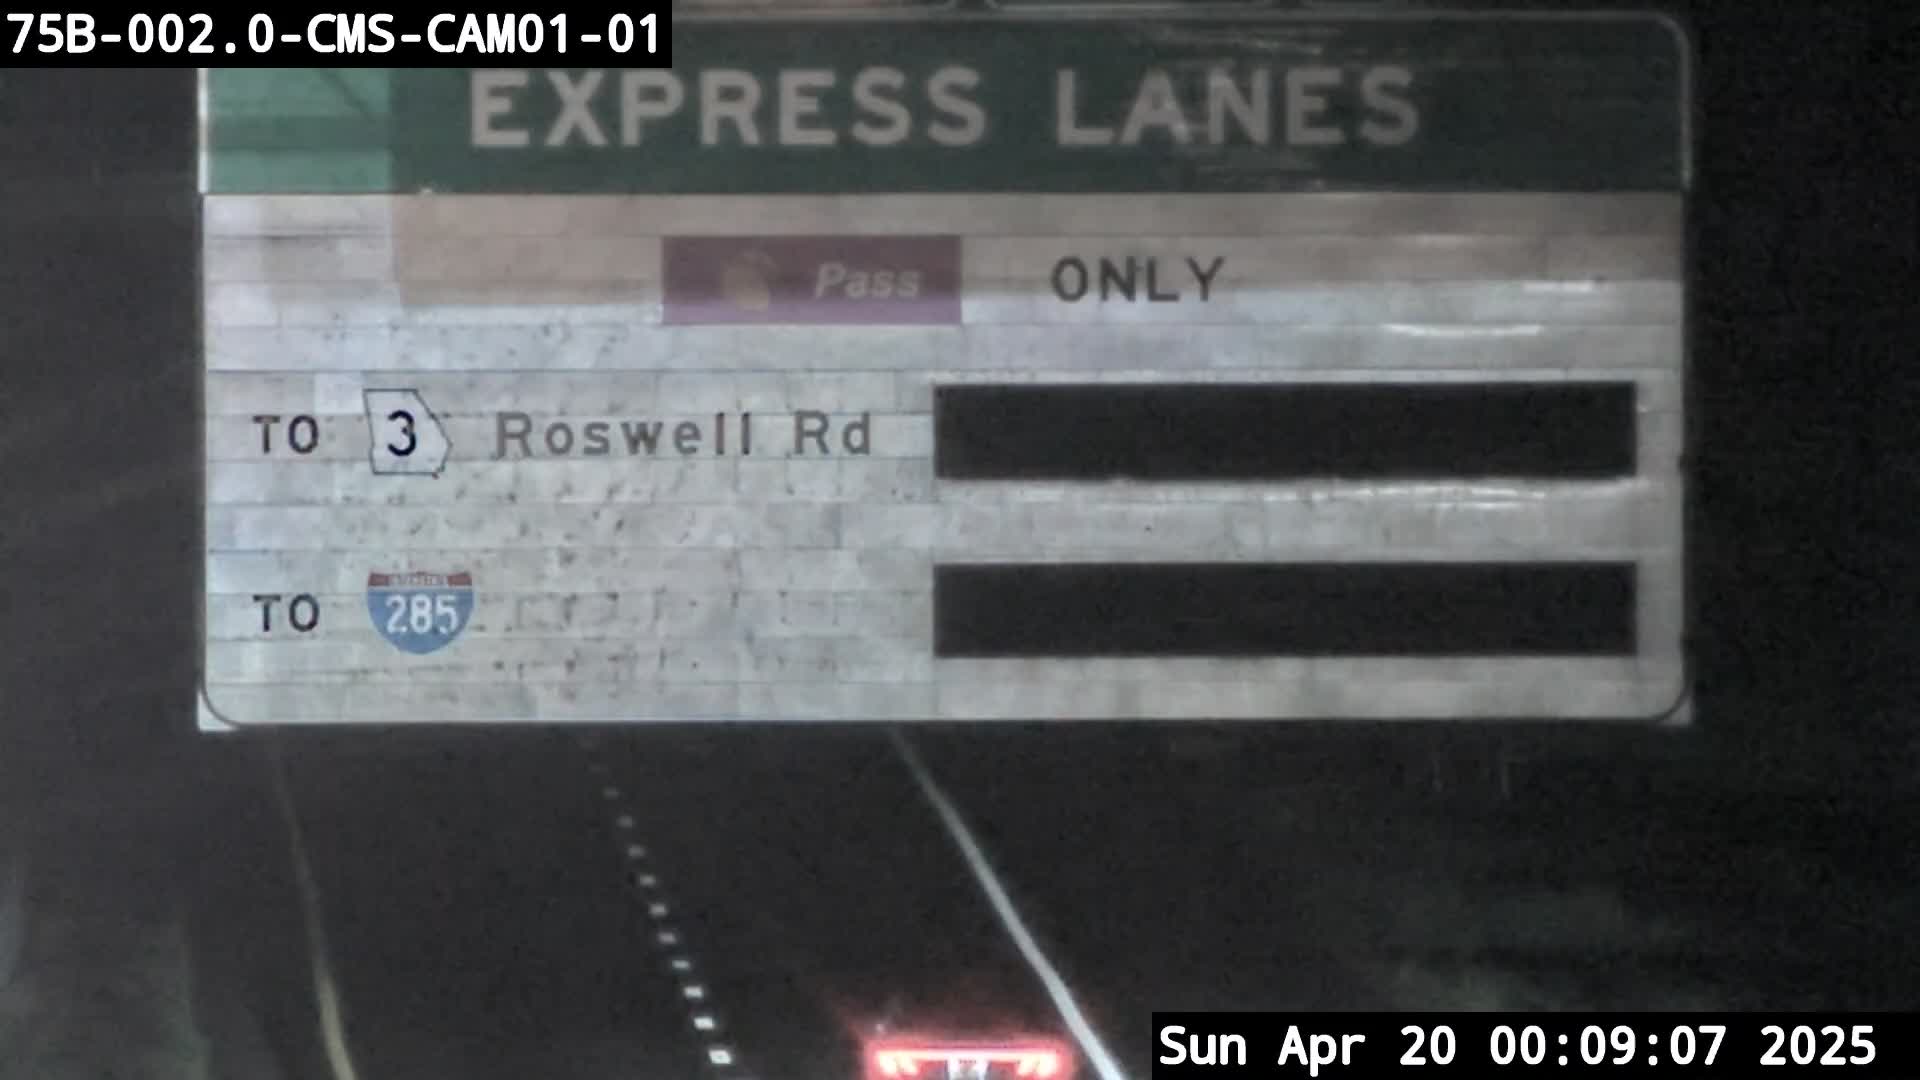 75B-002.0-CMS-CAM01-01
EXPRESS LANES
Pass ONLY
TO 3 Roswell Rd
TO 285
Sun Apr 20 00:09:07 2025